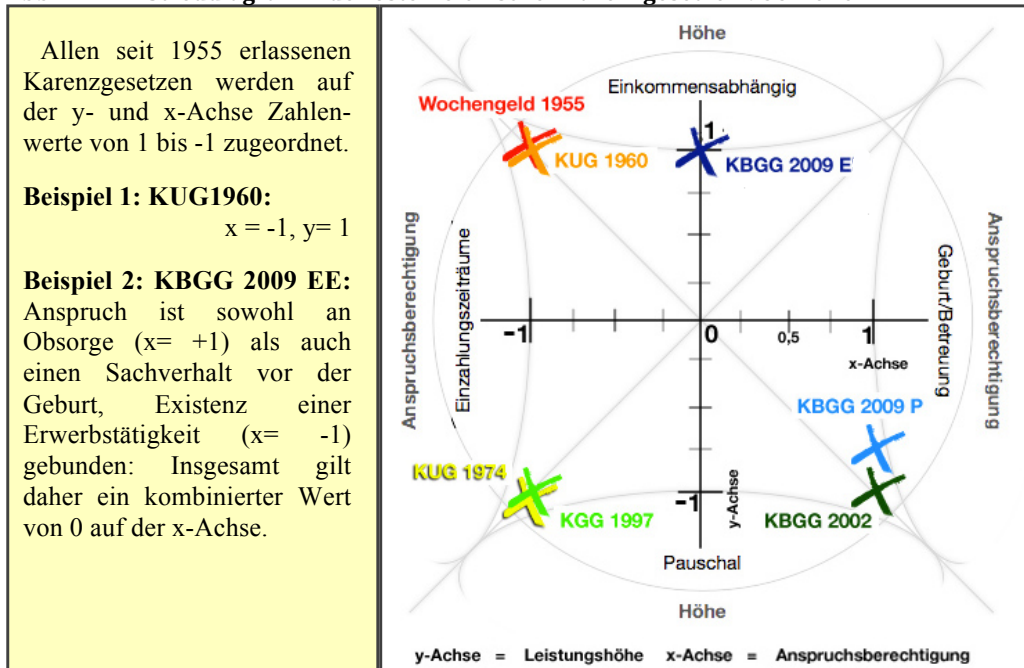 Allen seit 1955 erlassenen
Karenzgesetzen werden auf
der y- und x-Achse Zahlen-
werte von 1 bis -1 zugeordnet.
Beispiel 1: KUG1960:
x = -1, y= 1
Beispiel 2: KBGG 2009 EE:
Anspruch ist sowohl an
Obsorge (x= +1) als auch
einen Sachverhalt vor der
Geburt, Existenz einer
Erwerbstätigkeit (x= -1)
gebunden: Insgesamt gilt
daher ein kombinierter Wert
von 0 auf der x-Achse.
Höhe
Einkommensabhängig
Wochengeld 1955
KUG 1960
1
KBGG 2009 E
Anspruchsberechtigung
Einzahlungszeiträume
Geburt/Betreuung
Anspruchsberechtigung
-1
0
0,5
1
x-Achse
KBGG 2009 P
KUG 1974
KGG 1997
-1
y-Achse
KBGG 2002
Pauschal
Höhe
y-Achse = Leistungshöhe x-Achse = Anspruchsberechtigung